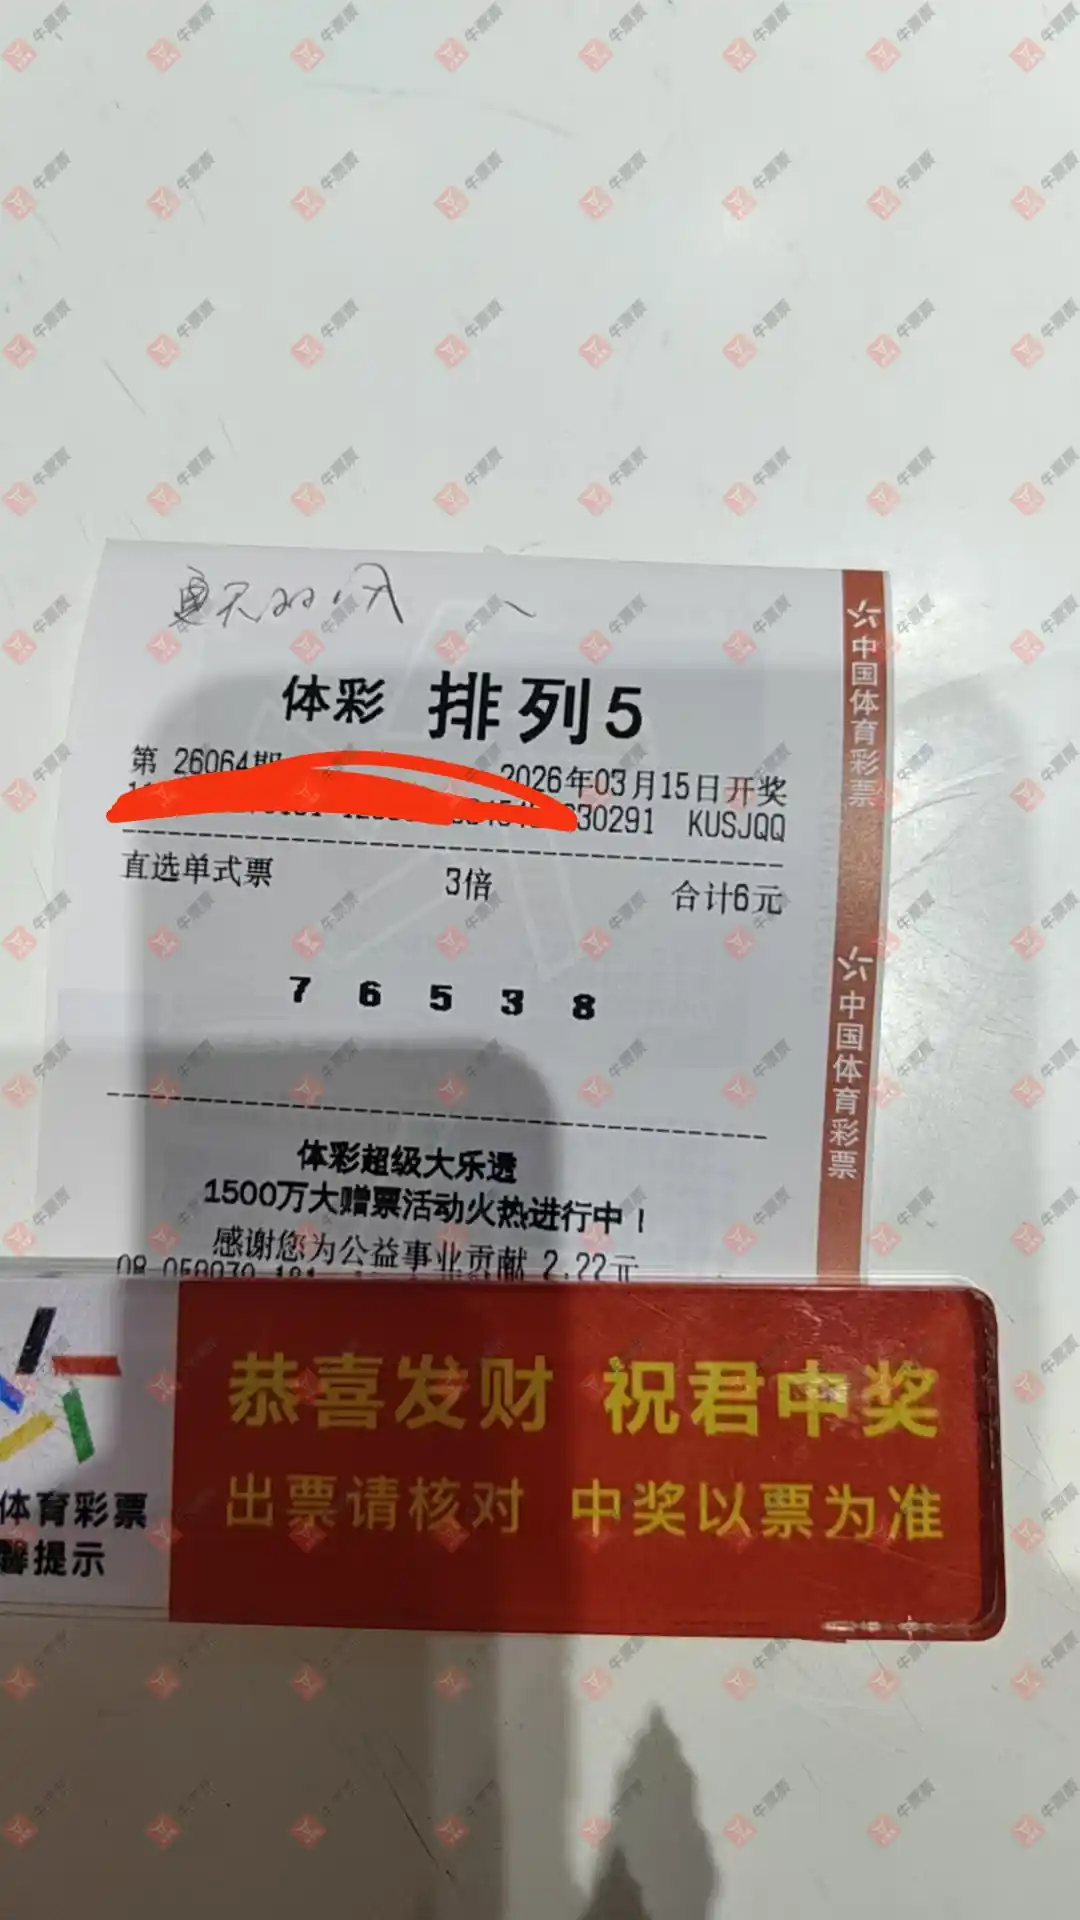 体彩 排列5
第 26064期 2026年03月15日开奖
30291 KUSJQQ
直选单式票 3倍 合计6元
7 6 5 3 8
体彩超级大乐透
1500万大赠票活动火热进行中！
感谢您为公益事业贡献 2.22元
中国体育彩票
中国体育彩票
恭喜发财 祝君中奖
出票请核对 中奖以票为准
体育彩票
提示
牛票票